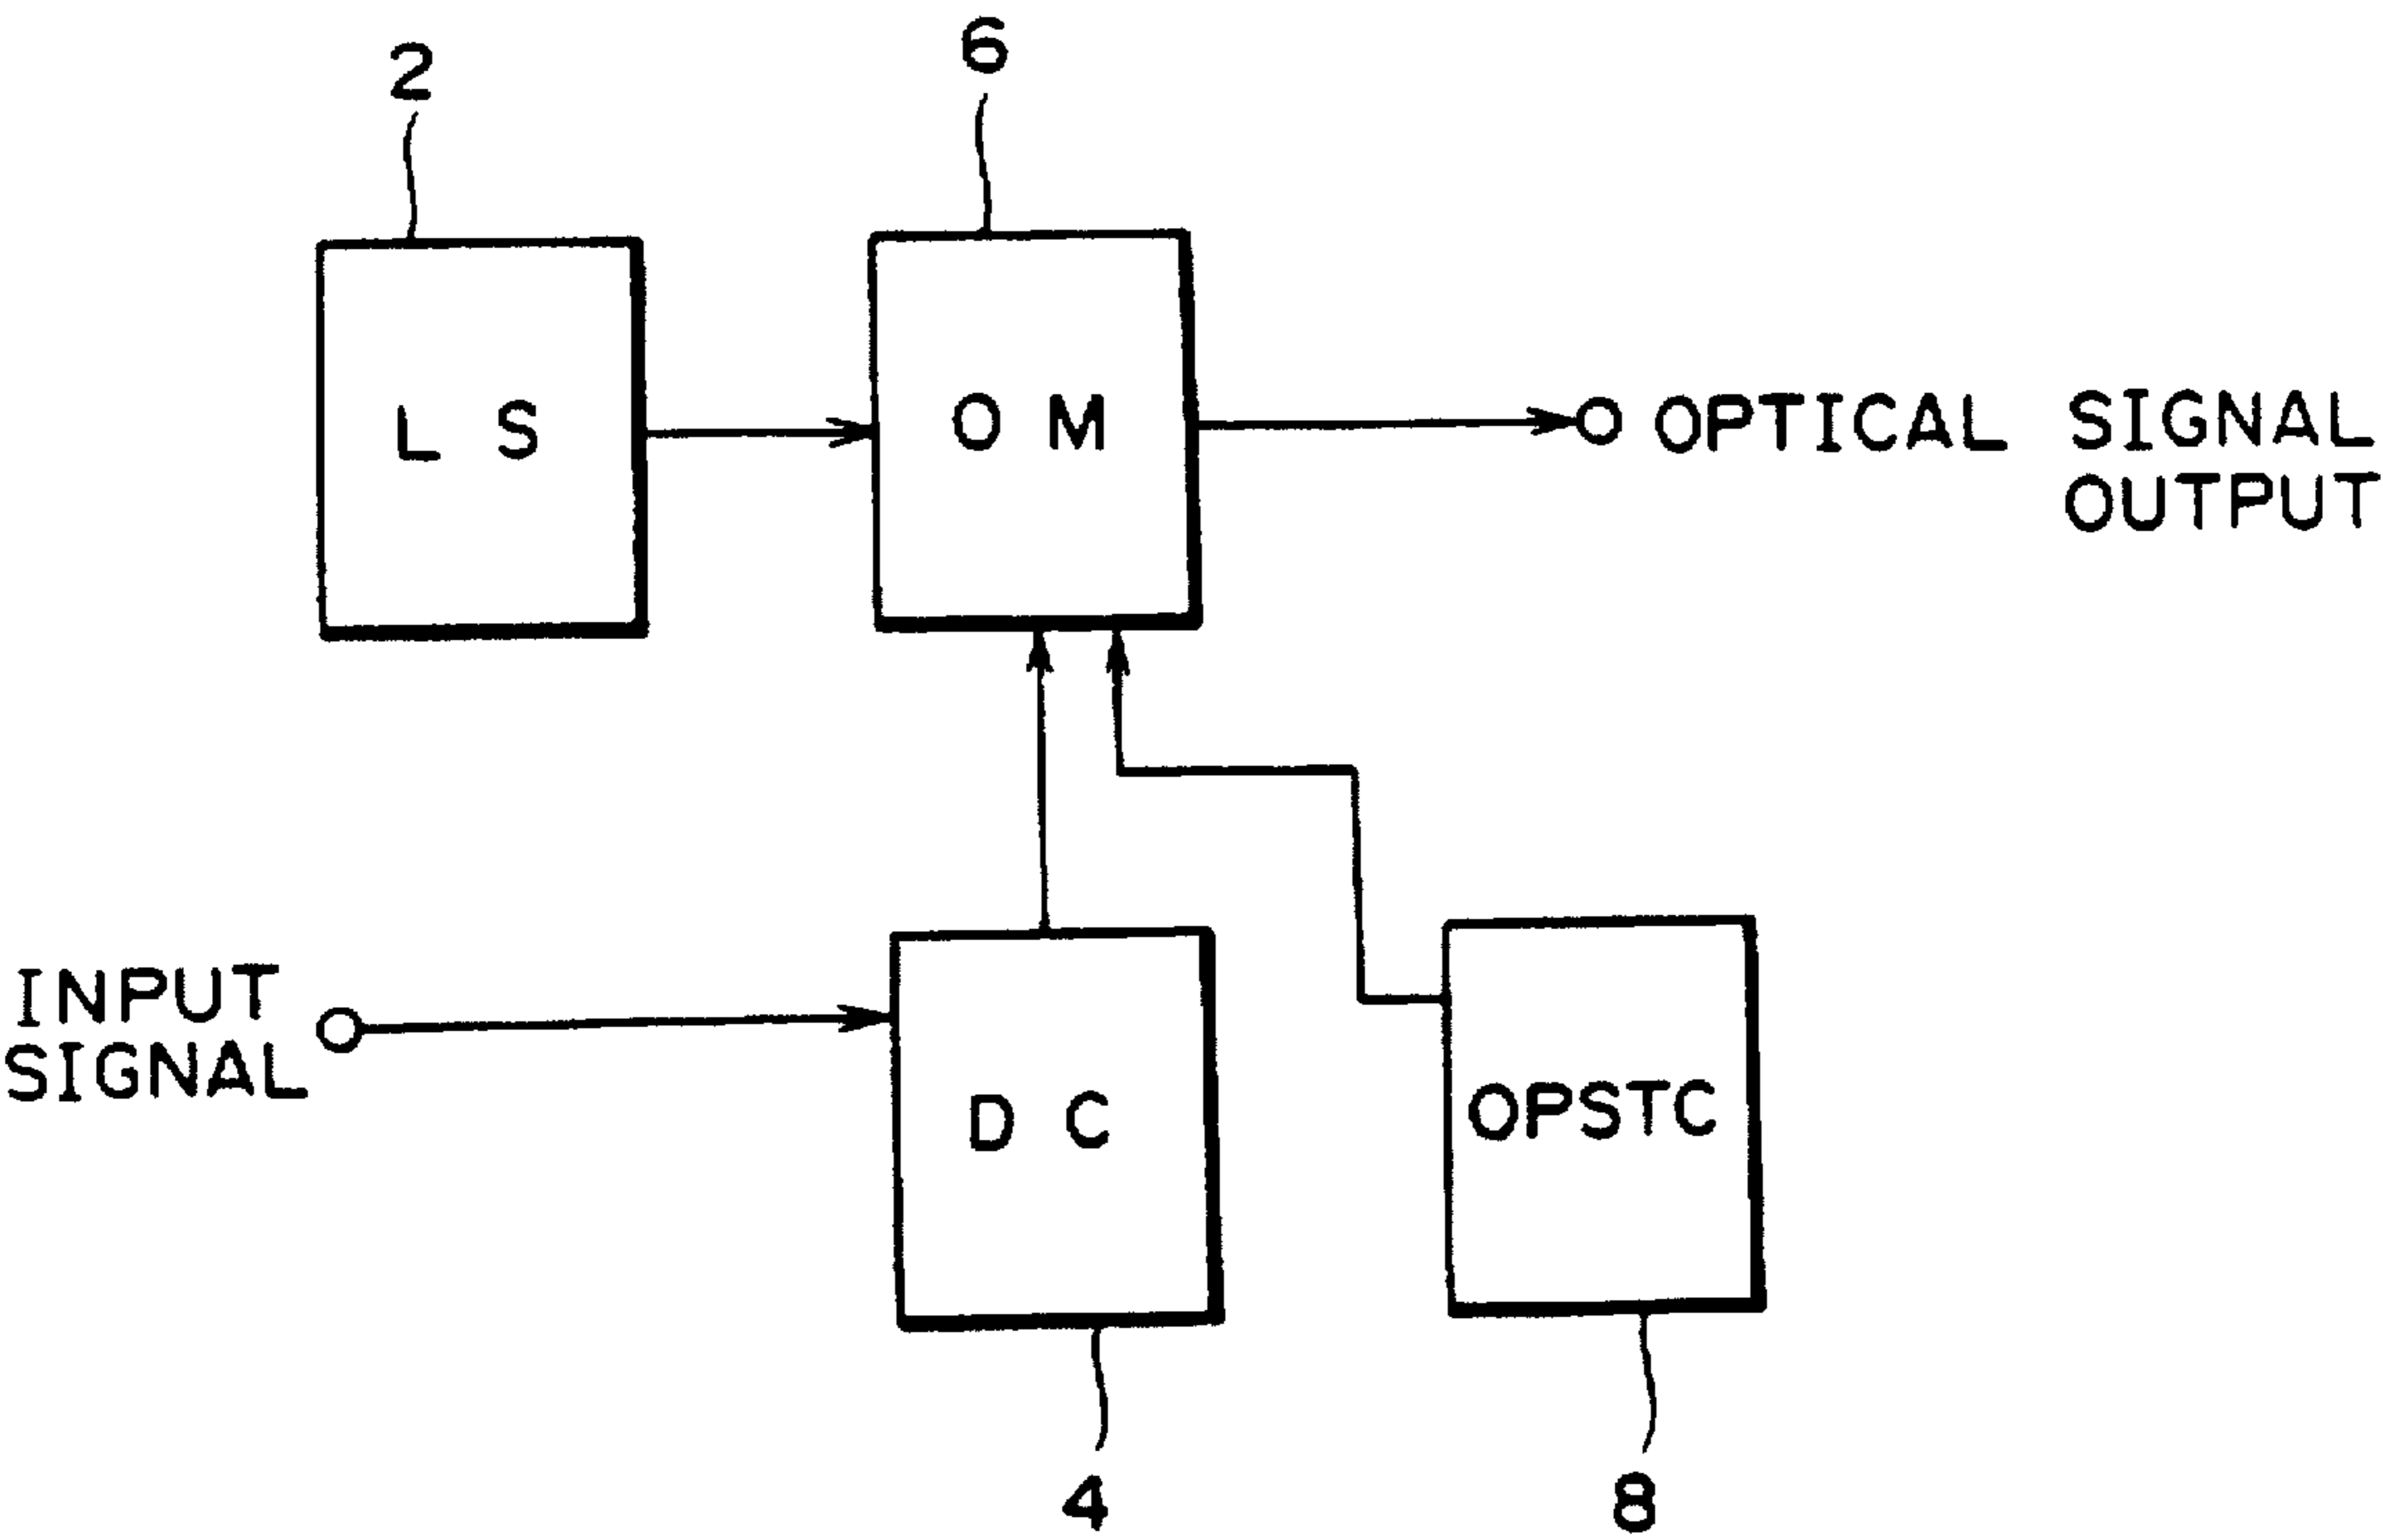 2
6
L S
O M
OPTICAL SIGNAL
OUTPUT
INPUT
SIGNAL
D C
OPSTC
4
8